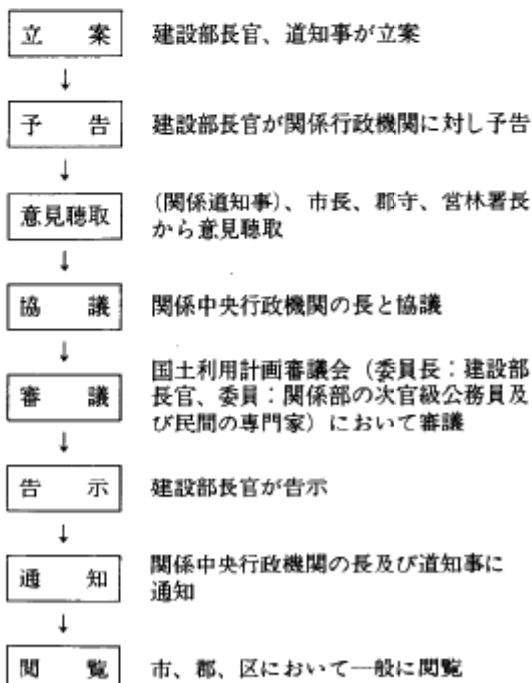 立案 建設部長官、道知事が立案
↓
予告 建設部長官が関係行政機関に対し予告
↓
意見聴取 (関係道知事)、市長、郡守、営林署長
から意見聴取
↓
協議 関係中央行政機関の長と協議
↓
審議 国土利用計画審議会（委員長：建設部
長官、委員：関係部の次官級公務員及
び民間の専門家）において審議
↓
告示 建設部長官が告示
↓
通知 関係中央行政機関の長及び道知事に
通知
↓
閲覧 市、郡、区において一般に閲覧